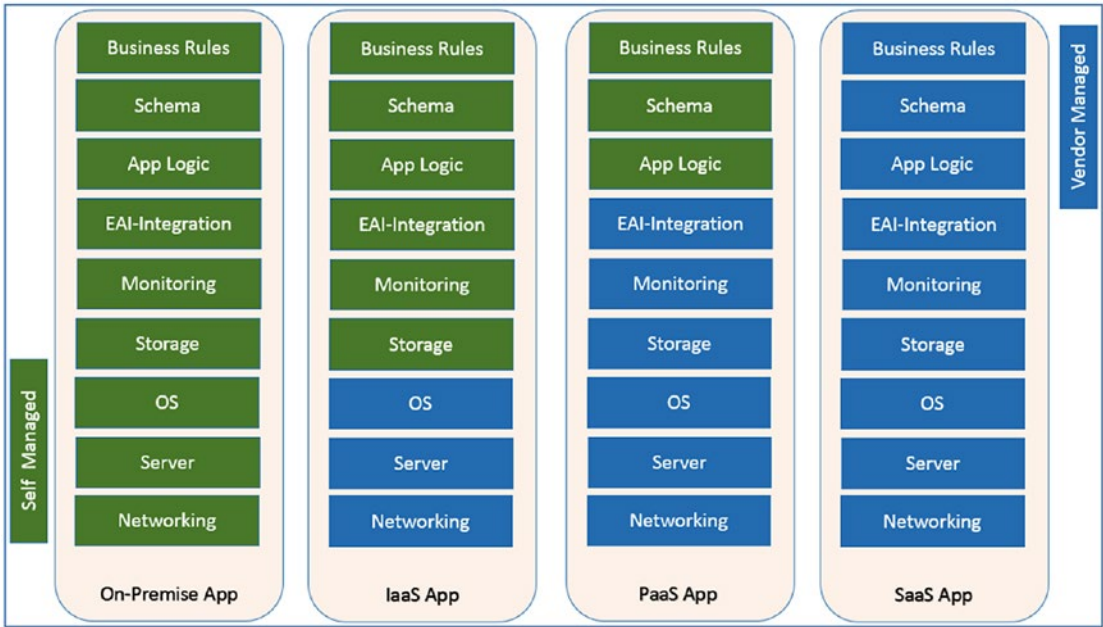 Self Managed
Business Rules
Schema
App Logic
EAI-Integration
Monitoring
Storage
OS
Server
Networking
On-Premise App
Business Rules
Schema
App Logic
EAI-Integration
Monitoring
Storage
OS
Server
Networking
IaaS App
Business Rules
Schema
App Logic
EAI-Integration
Monitoring
Storage
OS
Server
Networking
PaaS App
Business Rules
Schema
App Logic
EAI-Integration
Monitoring
Storage
OS
Server
Networking
SaaS App
Vendor Managed